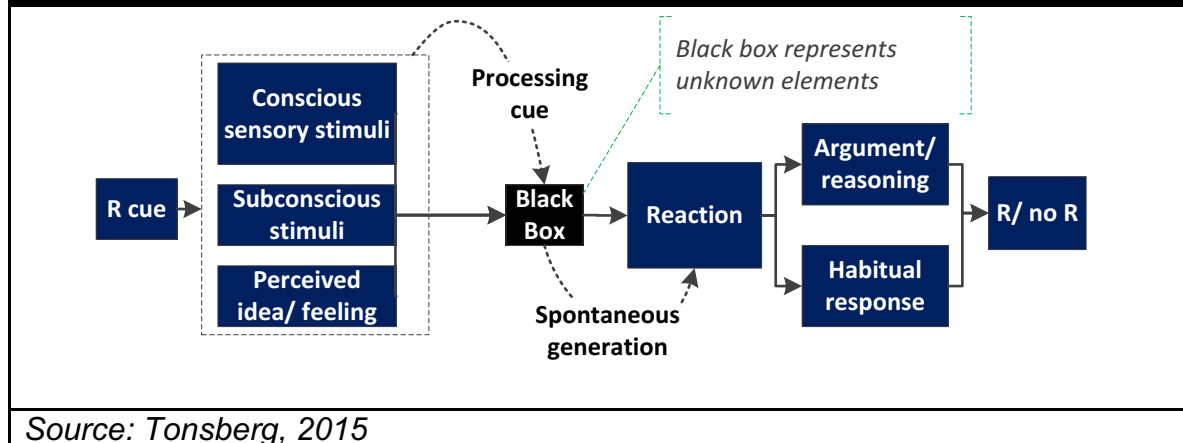 Black box represents
unknown elements
Processing
cue
Conscious
sensory stimuli
Subconscious
stimuli
Perceived
idea/ feeling
R cue
Black
Box
Reaction
Argument/
reasoning
Habitual
response
R/ no R
Spontaneous
generation
Source: Tonsberg, 2015